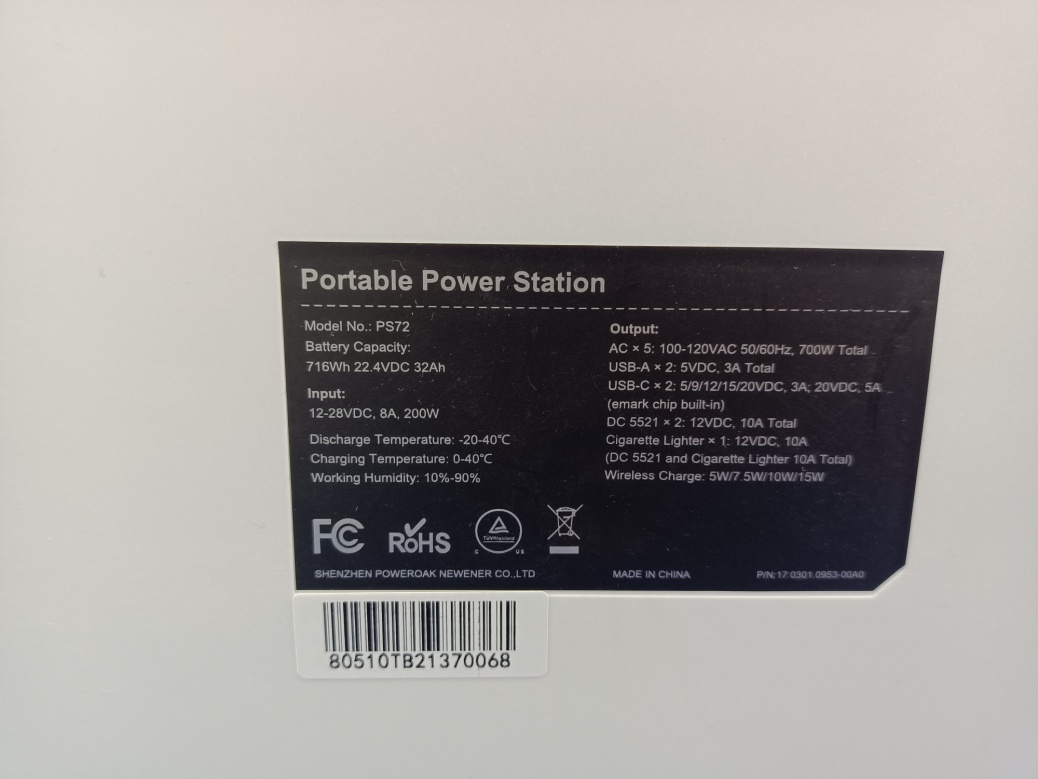 Portable Power Station
Model No.: PS72
Battery Capacity:
716Wh 22.4VDC 32Ah
Input:
12-28VDC, 8A, 200W
Discharge Temperature: -20-40℃
Charging Temperature: 0-40℃
Working Humidity: 10%-90%
Output:
AC × 5: 100-120VAC 50/60Hz, 700W Total
USB-A × 2: 5VDC, 3A Total
USB-C × 2: 5/9/12/15/20VDC, 3A; 20VDC, 5A
(emark chip built-in)
DC 5521 × 2: 12VDC, 10A Total
Cigarette Lighter × 1: 12VDC, 10A
(DC 5521 and Cigarette Lighter 10A Total)
Wireless Charge: 5W/7.5W/10W/15W
FC
RoHS
TÜVRheinland
C US
SHENZHEN POWEROAK NEWENER CO.,LTD
MADE IN CHINA
P/N:17.0301.0953-00A0
80510TB21370068